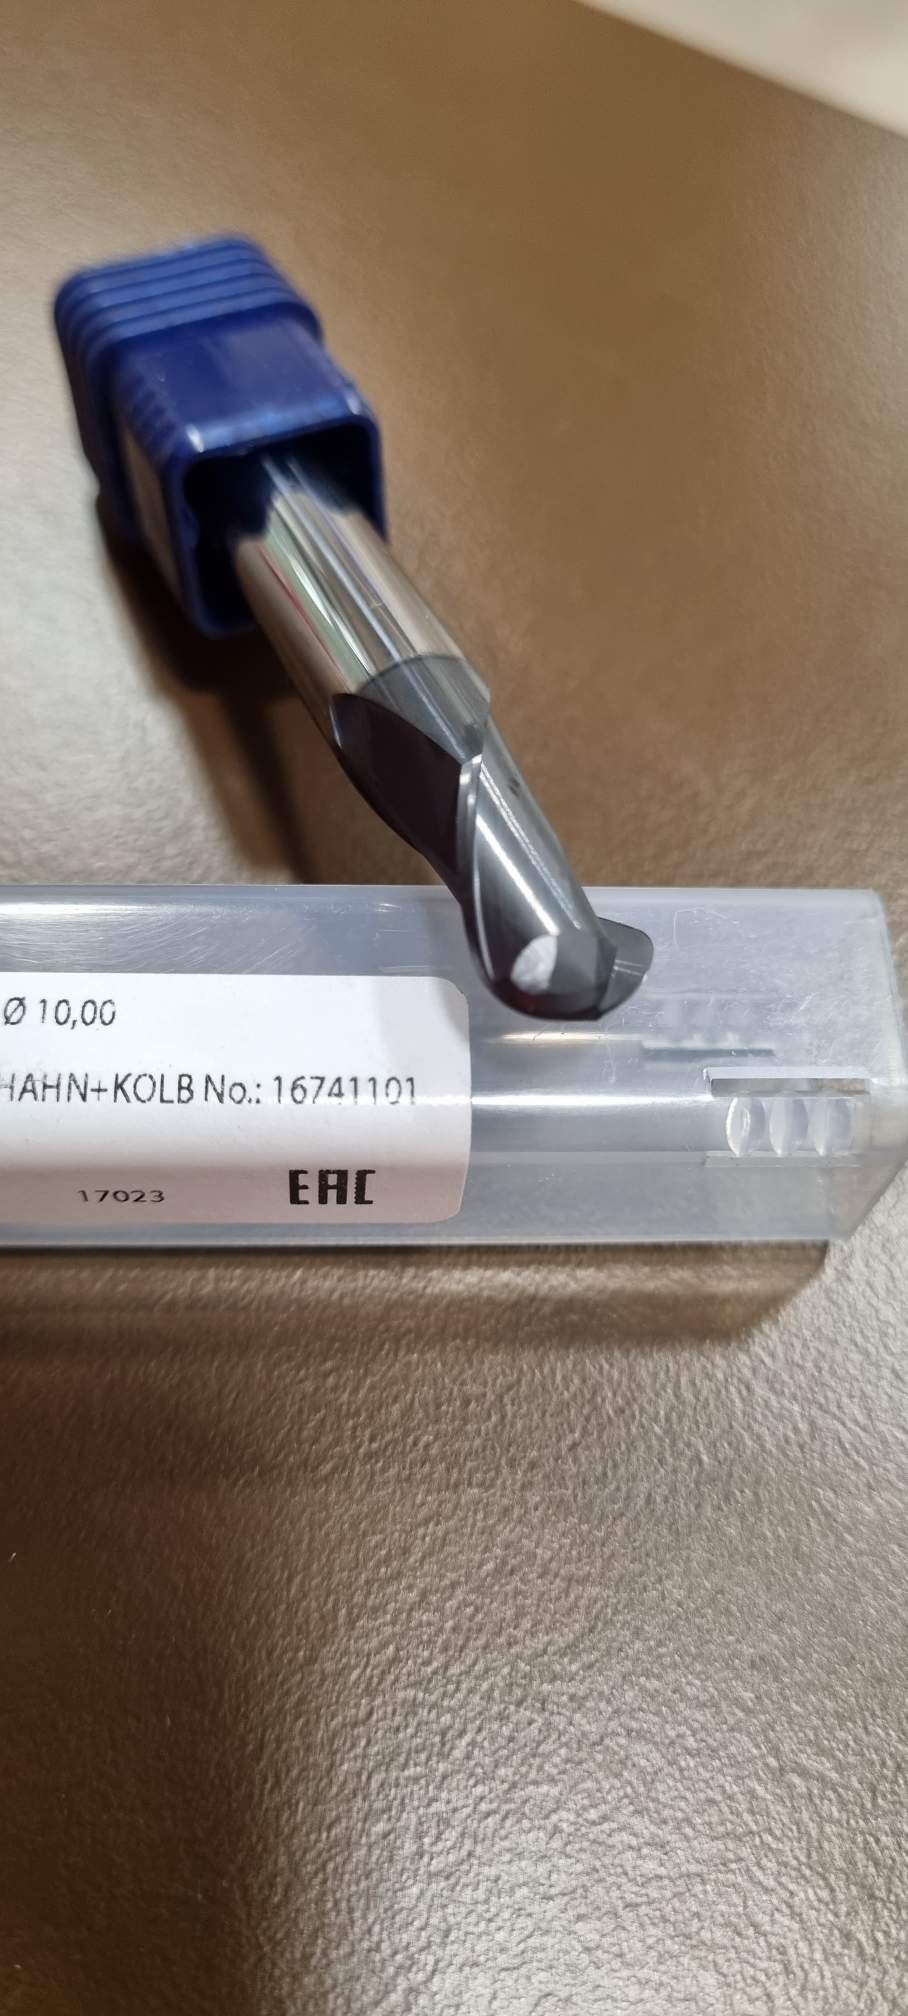 Ø 10,00
HAHN+KOLB No.: 16741101
17023
EAC